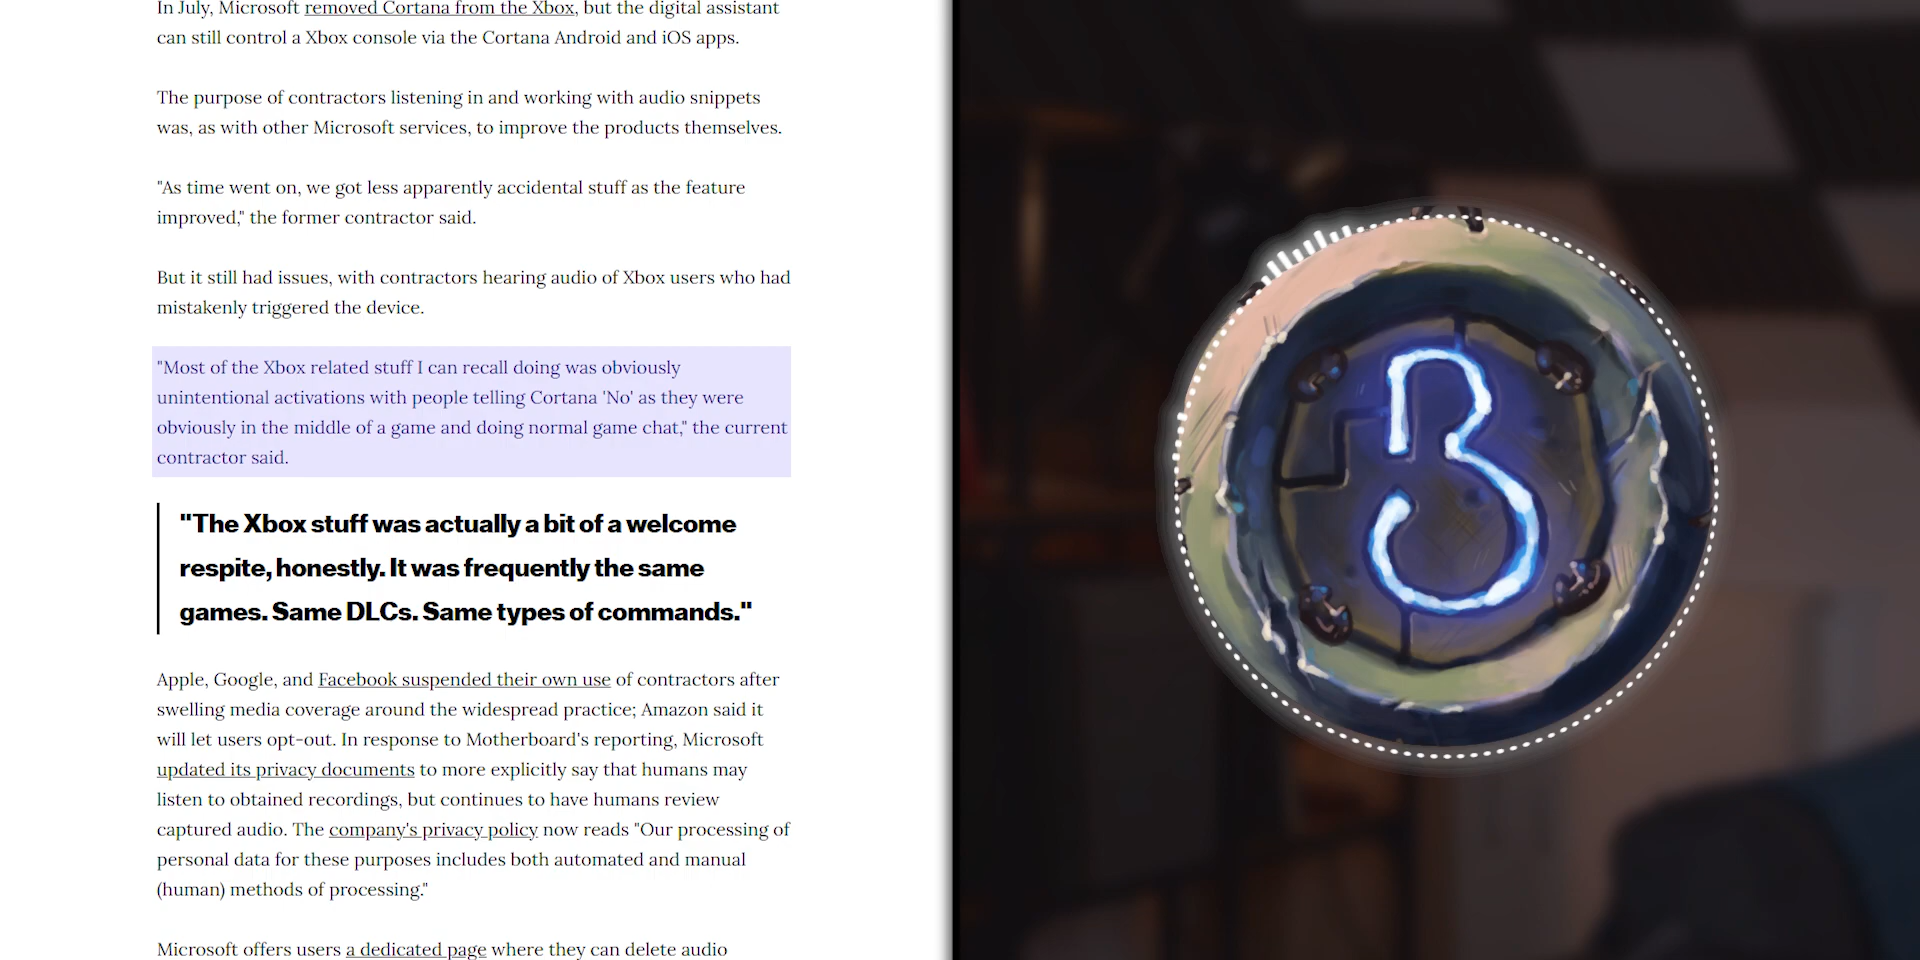 In July, Microsoft removed Cortana from the Xbox, but the digital assistant
can still control a Xbox console via the Cortana Android and iOS apps.
The purpose of contractors listening in and working with audio snippets
was, as with other Microsoft services, to improve the products themselves.
"As time went on, we got less apparently accidental stuff as the feature
improved," the former contractor said.
But it still had issues, with contractors hearing audio of Xbox users who had
mistakenly triggered the device.
"Most of the Xbox related stuff I can recall doing was obviously
unintentional activations with people telling Cortana 'No' as they were
obviously in the middle of a game and doing normal game chat," the current
contractor said.
"The Xbox stuff was actually a bit of a welcome
respite, honestly. It was frequently the same
games. Same DLCs. Same types of commands."
Apple, Google, and Facebook suspended their own use of contractors after
swelling media coverage around the widespread practice; Amazon said it
will let users opt-out. In response to Motherboard's reporting, Microsoft
updated its privacy documents to more explicitly say that humans may
listen to obtained recordings, but continues to have humans review
captured audio. The company's privacy policy now reads "Our processing of
personal data for these purposes includes both automated and manual
(human) methods of processing."
Microsoft offers users a dedicated page where they can delete audio